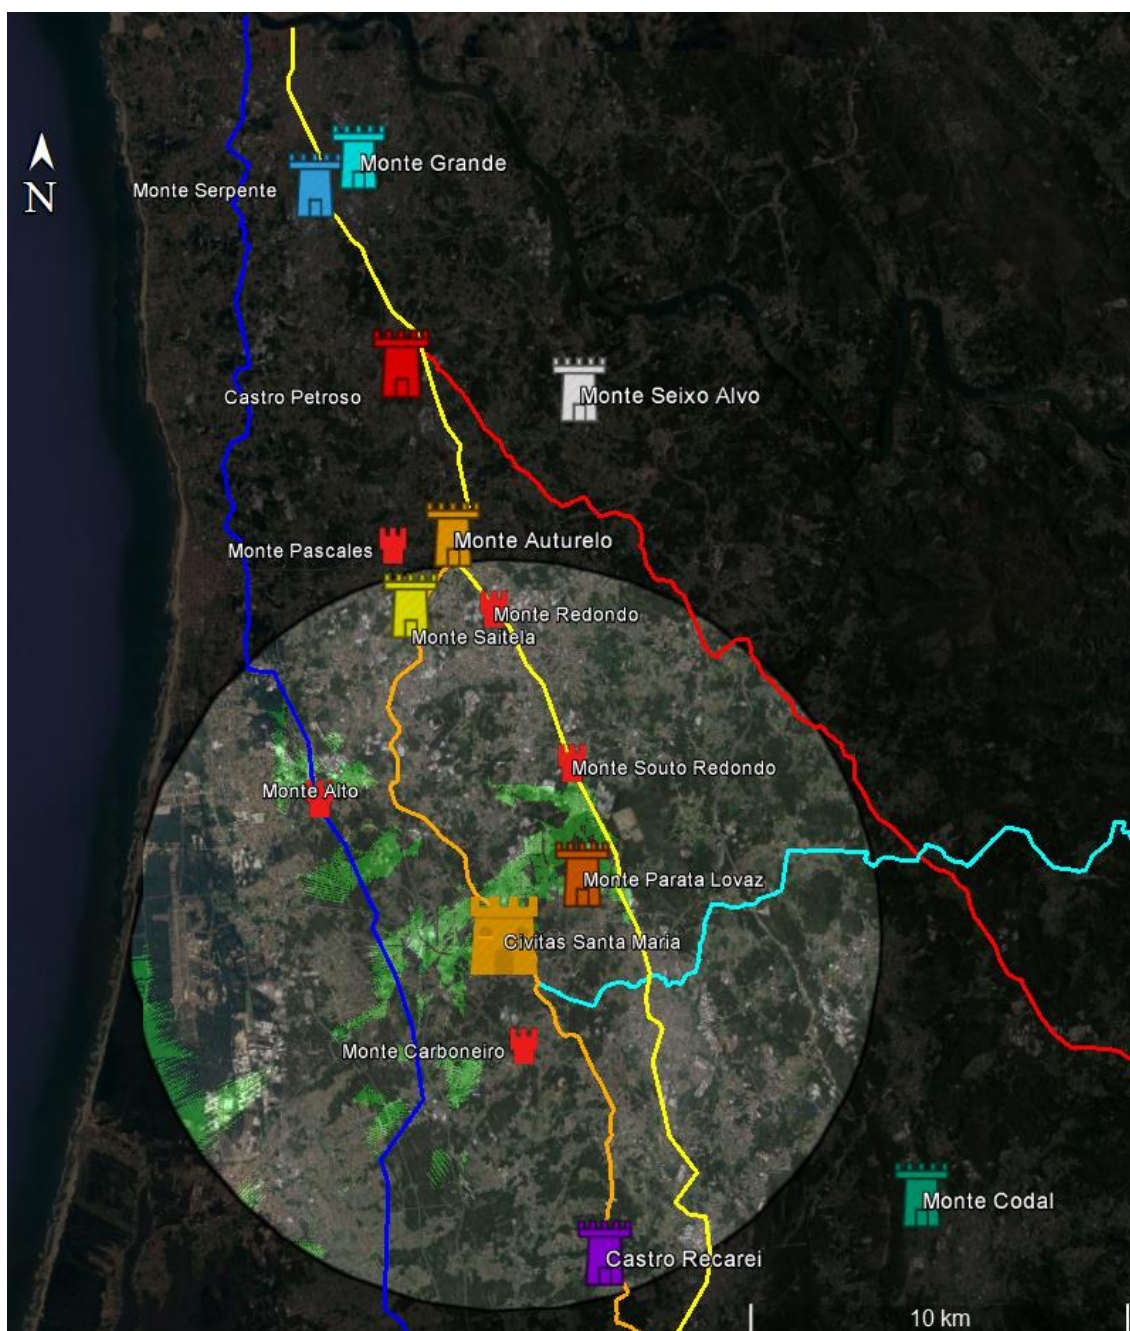 Monte Grande
Monte Serpente
N
Castro Petroso
Monte Seixo Alvo
Monte Auturelo
Monte Pascales
Monte Redondo
Monte Saitela
Monte Souto Redondo
Monte Alto
Monte Parata Lovaz
Civitas Santa Maria
Monte Carboneiro
Monte Codal
Castro Recarei
10 km